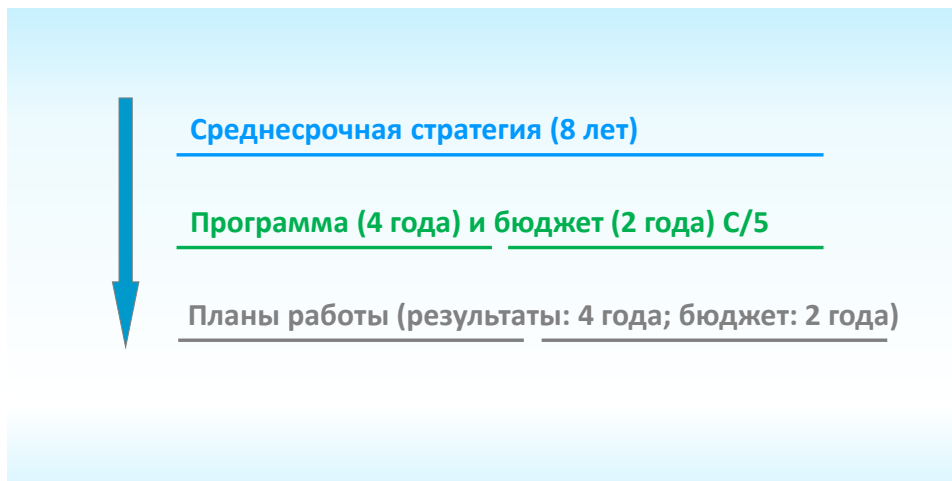 Среднесрочная стратегия (8 лет)
Программа (4 года) и бюджет (2 года) С/5
Планы работы (результаты: 4 года; бюджет: 2 года)